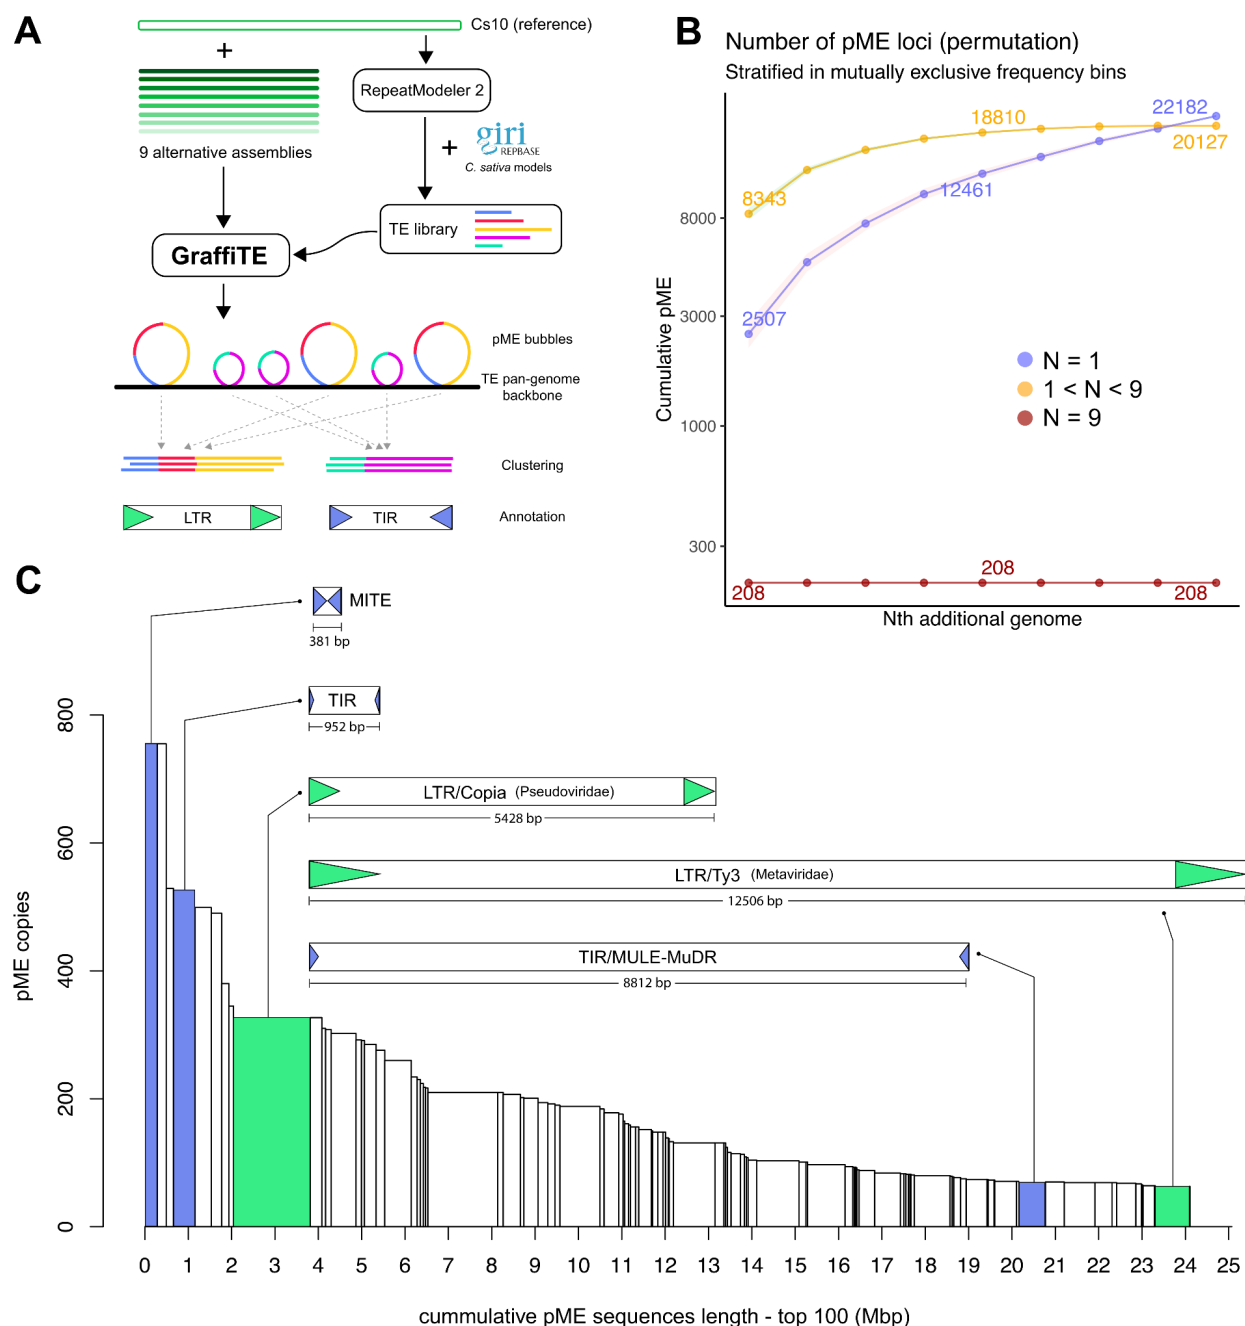 A
Cs10 (reference)
+
RepeatModeler 2
9 alternative assemblies
+
giri
REPBASE
C. sativa models
TE library
GraffiTE
pME bubbles
TE pan-genome
backbone
Clustering
LTR
TIR
Annotation
B
Number of pME loci (permutation)
Stratified in mutually exclusive frequency bins
22182
18810
20127
8343
12461
8000
2507
3000
Cumulative pME
N = 1
1 < N < 9
N = 9
1000
300
208
208
208
Nth additional genome
C
MITE
381 bp
TIR
952 bp
LTR/Copia (Pseudoviridae)
5428 bp
LTR/Ty3 (Metaviridae)
12506 bp
TIR/MULE-MuDR
8812 bp
pME copies
800
600
400
200
0
0 1 2 3 4 5 6 7 8 9 10 11 12 13 14 15 16 17 18 19 20 21 22 23 24 25
cummulative pME sequences length - top 100 (Mbp)